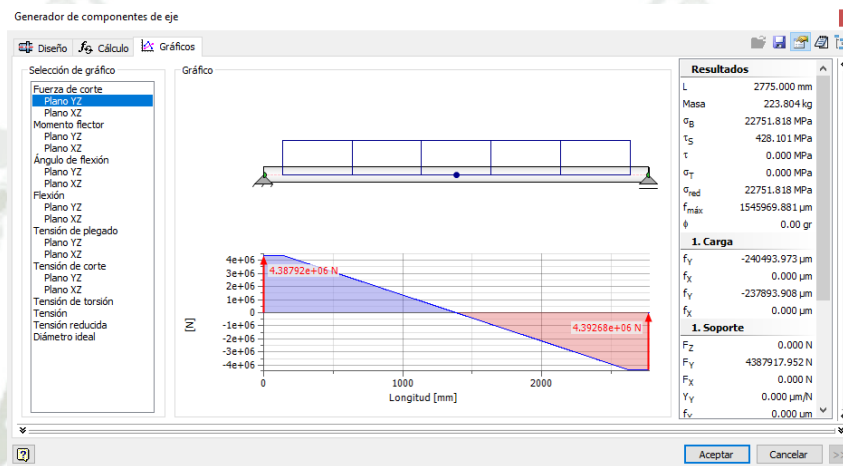 Generador de componentes de eje
Diseño Cálculo Gráficos
Selección de gráfico
Fuerza de corte
Plano YZ
Plano XZ
Momento flector
Plano YZ
Plano XZ
Ángulo de flexión
Plano YZ
Plano XZ
Flexión
Plano YZ
Plano XZ
Tensión de plegado
Plano YZ
Plano XZ
Tensión de corte
Plano YZ
Plano XZ
Tensión de torsión
Tensión
Tensión reducida
Diámetro ideal
Gráfico
4e+06
3e+06
2e+06
1e+06
0
-1e+06
-2e+06
-3e+06
-4e+06
[N]
4.38792e+06 N
4.39268e+06 N
0 1000 2000
Longitud [mm]
Resultados
L 2775.000 mm
Masa 223.804 kg
σB 22751.818 MPa
τS 428.101 MPa
τ 0.000 MPa
σT 0.000 MPa
σred 22751.818 MPa
fmáx 1545969.881 μm
ϕ 0.00 gr
1. Carga
fY -240493.973 μm
fX 0.000 μm
fY -237893.908 μm
fX 0.000 μm
1. Soporte
FZ 0.000 N
FY 4387917.952 N
FX 0.000 N
YY 0.000 μm/N
fY 0.000 μm
Aceptar Cancelar >>